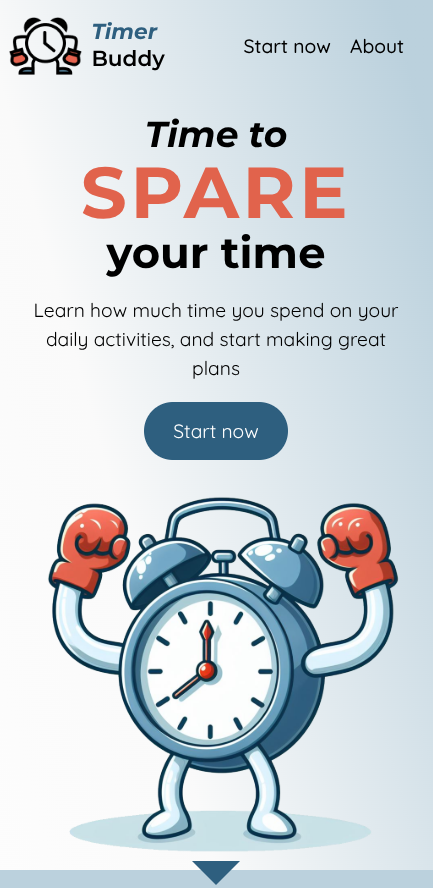 Timer
Buddy
Start now About
Time to
SPARE
your time
Learn how much time you spend on your
daily activities, and start making great
plans
Start now